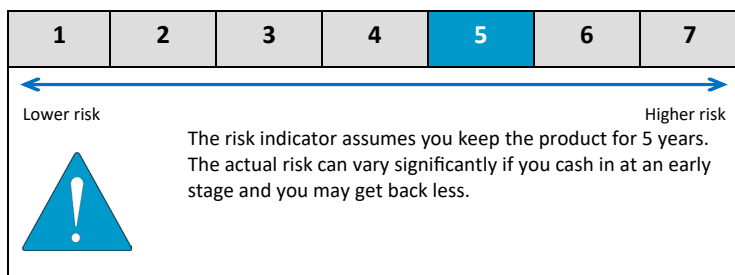 1 2 3 4 5 6 7
Lower risk Higher risk
The risk indicator assumes you keep the product for 5 years.
The actual risk can vary significantly if you cash in at an early
stage and you may get back less.